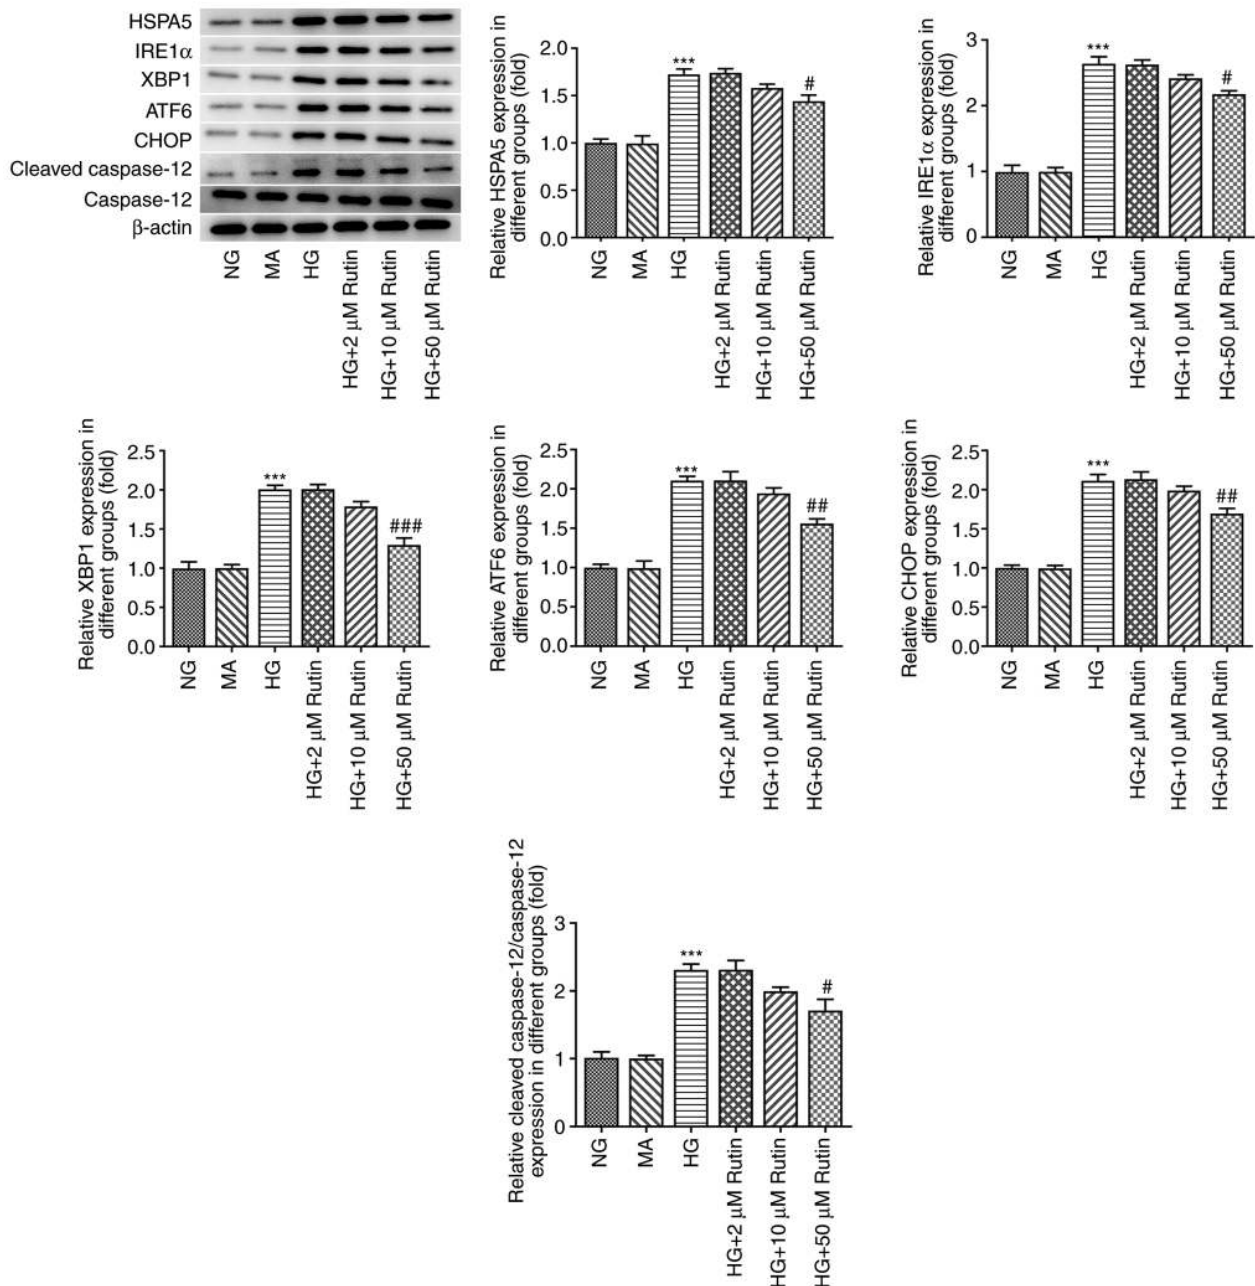 HSPA5
IRE1α
XBP1
ATF6
CHOP
Cleaved caspase-12
Caspase-12
β-actin
NG
MA
HG
HG+2 μM Rutin
HG+10 μM Rutin
HG+50 μM Rutin
Relative HSPA5 expression in
different groups (fold)
2.0
1.5
1.0
0.5
0.0
***
#
NG
MA
HG
HG+2 μM Rutin
HG+10 μM Rutin
HG+50 μM Rutin
Relative IRE1α expression in
different groups (fold)
3
2
1
0
***
#
NG
MA
HG
HG+2 μM Rutin
HG+10 μM Rutin
HG+50 μM Rutin
Relative XBP1 expression in
different groups (fold)
2.5
2.0
1.5
1.0
0.5
0.0
***
###
NG
MA
HG
HG+2 μM Rutin
HG+10 μM Rutin
HG+50 μM Rutin
Relative ATF6 expression in
different groups (fold)
2.5
2.0
1.5
1.0
0.5
0.0
***
##
NG
MA
HG
HG+2 μM Rutin
HG+10 μM Rutin
HG+50 μM Rutin
Relative CHOP expression in
different groups (fold)
2.5
2.0
1.5
1.0
0.5
0.0
***
##
NG
MA
HG
HG+2 μM Rutin
HG+10 μM Rutin
HG+50 μM Rutin
Relative cleaved caspase-12/caspase-12
expression in different groups (fold)
3
2
1
0
***
#
NG
MA
HG
HG+2 μM Rutin
HG+10 μM Rutin
HG+50 μM Rutin